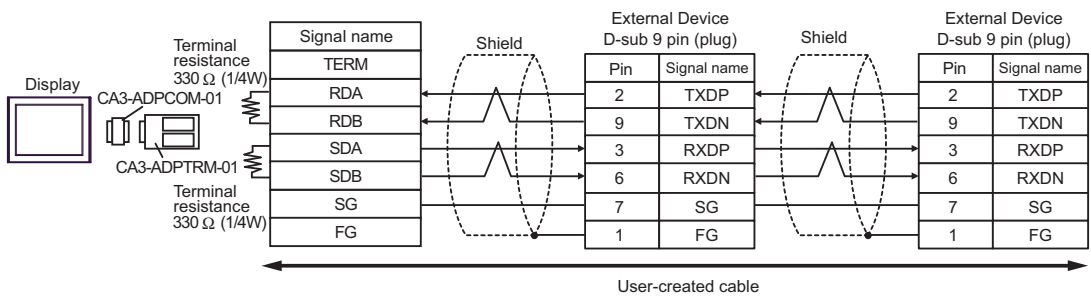 Display
CA3-ADPCOM-01
CA3-ADPTRM-01
Terminal
resistance
330 Ω (1/4W)
Terminal
resistance
330 Ω (1/4W)
Signal name
TERM
RDA
RDB
SDA
SDB
SG
FG
Shield
External Device
D-sub 9 pin (plug)
Pin Signal name
2 TXDP
9 TXDN
3 RXDP
6 RXDN
7 SG
1 FG
Shield
External Device
D-sub 9 pin (plug)
Pin Signal name
2 TXDP
9 TXDN
3 RXDP
6 RXDN
7 SG
1 FG
User-created cable